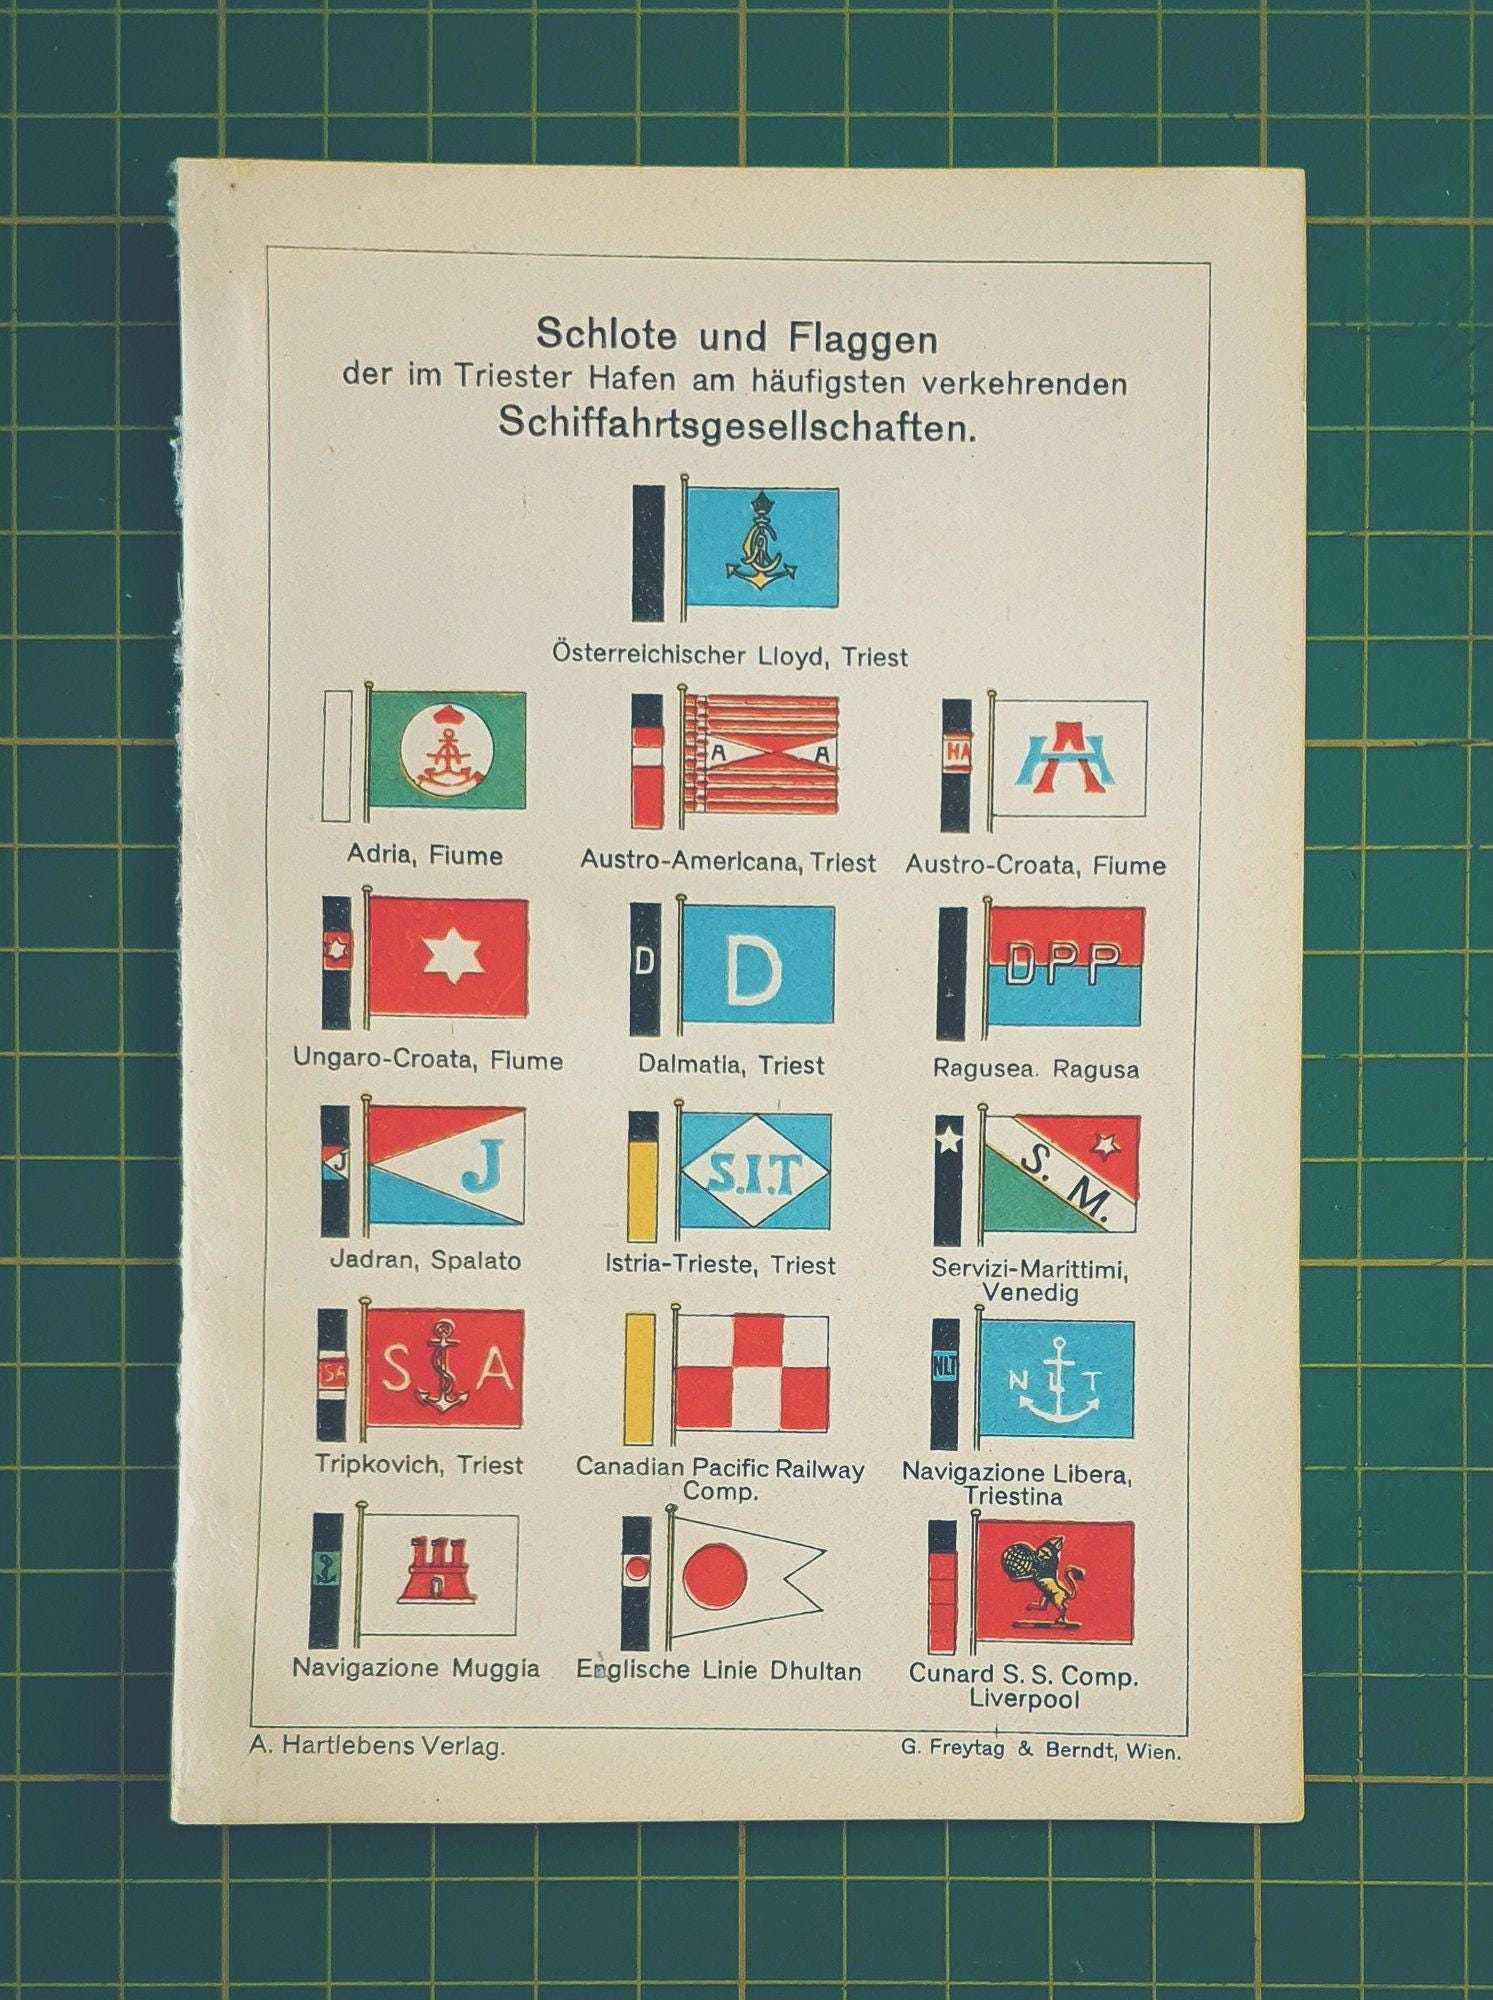 Schlote und Flaggen
der im Triester Hafen am häufigsten verkehrenden
Schiffahrtsgesellschaften.
Österreichischer Lloyd, Triest
A A
HA
HA
Adria, Fiume
Austro-Americana, Triest
Austro-Croata, Fiume
D
D
DPP
Ungaro-Croata, Fiume
Dalmatia, Triest
Ragusea. Ragusa
J
J
S.I.T
S. M.
Jadran, Spalato
Istria-Trieste, Triest
Servizi-Marittimi,
Venedig
SA
S A
NLT
N L T
Tripkovich, Triest
Canadian Pacific Railway
Comp.
Navigazione Libera,
Triestina
Navigazione Muggia
Englische Linie Dhultan
Cunard S. S. Comp.
Liverpool
A. Hartlebens Verlag.
G. Freytag & Berndt, Wien.